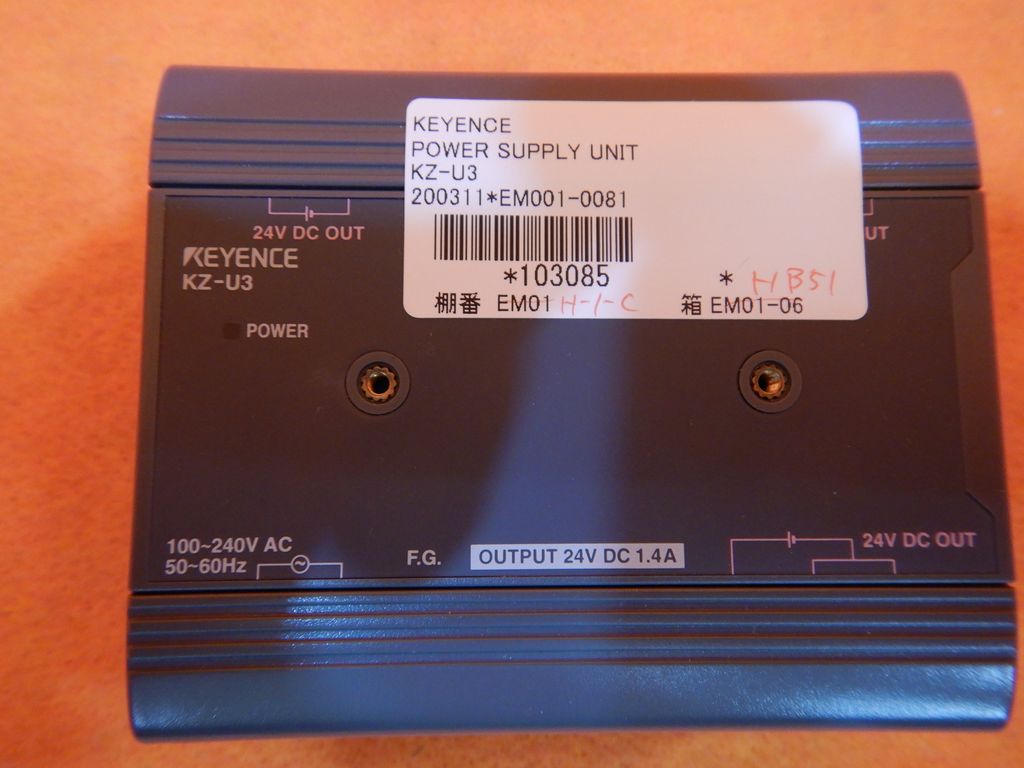 KEYENCE
POWER SUPPLY UNIT
KZ-U3
200311*EM001-0081
*103085 * HB51
棚番 EM01 H-1-C 箱 EM01-06
24V DC OUT UT
KEYENCE
KZ-U3
POWER
100~240V AC
50~60Hz
F.G. OUTPUT 24V DC 1.4A 24V DC OUT